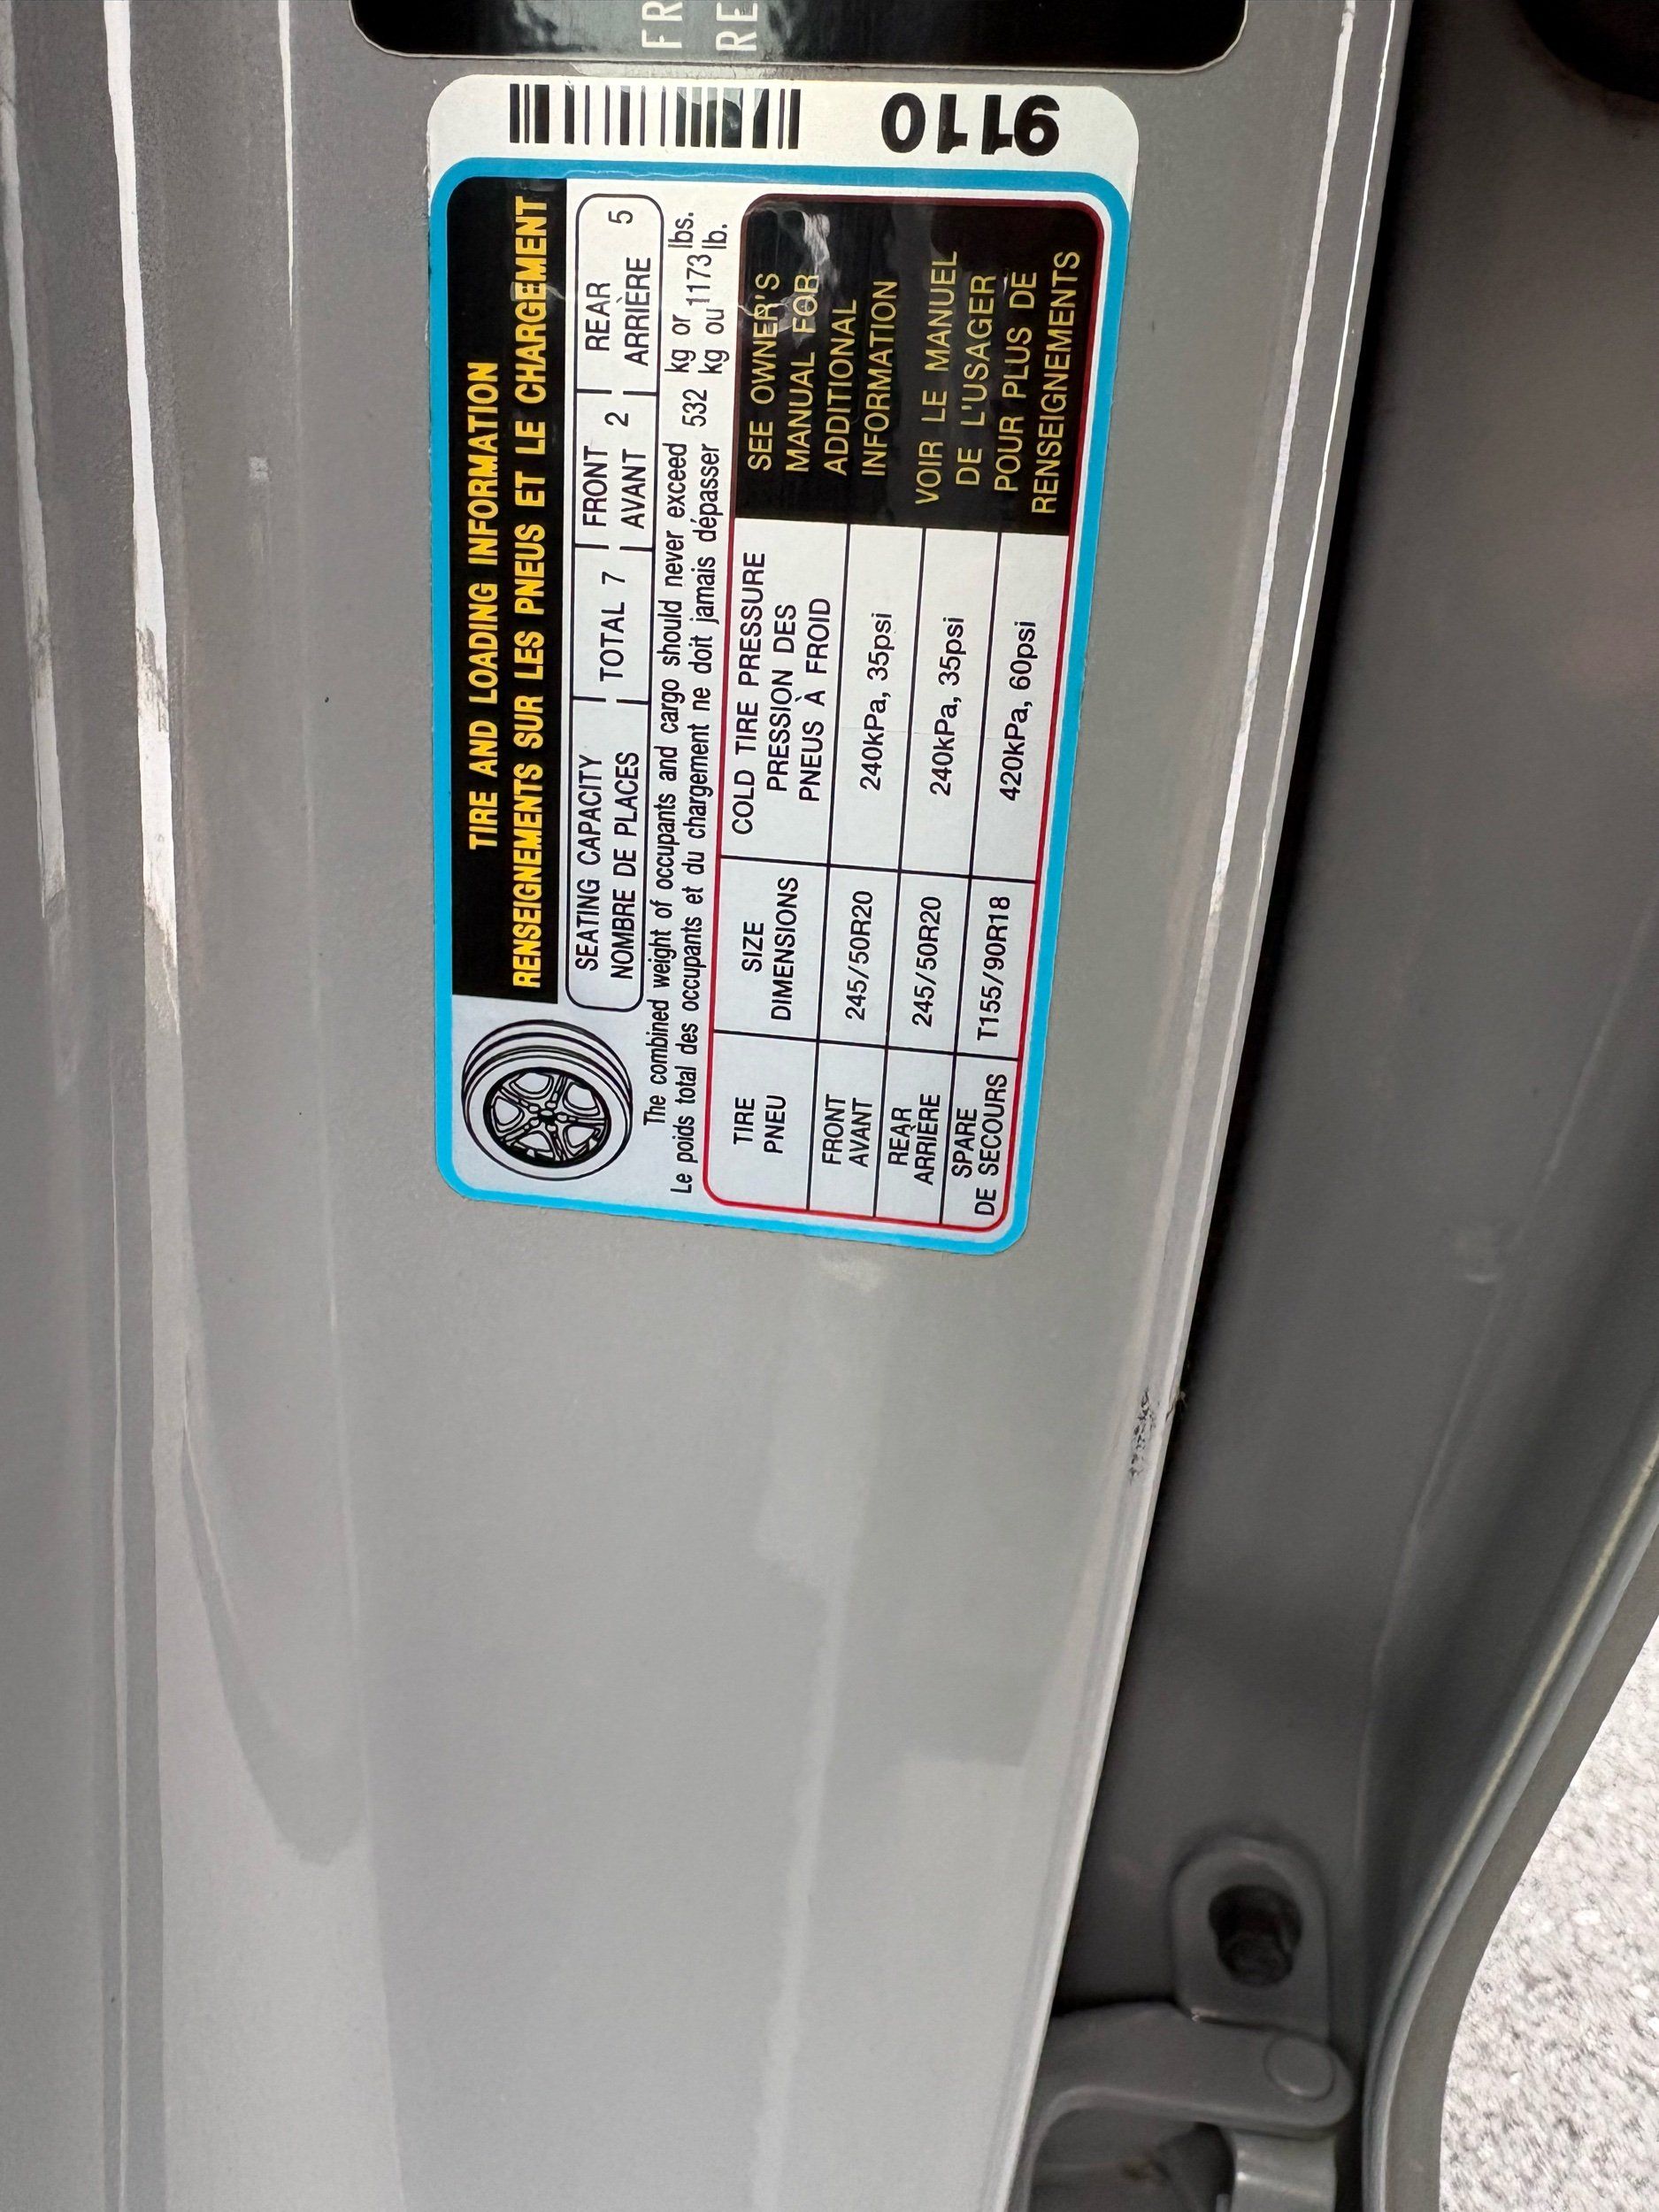 FR
RE
9110
TIRE AND LOADING INFORMATION
RENSEIGNEMENTS SUR LES PNEUS ET LE CHARGEMENT
SEATING CAPACITY
NOMBRE DE PLACES
TOTAL 7
FRONT
AVANT 2
REAR
ARRIÈRE 5
The combined weight of occupants and cargo should never exceed 532 kg or 1173 lbs.
Le poids total des occupants et du chargement ne doit jamais dépasser kg ou lb.
TIRE
PNEU
SIZE
DIMENSIONS
COLD TIRE PRESSURE
PRESSION DES
PNEUS À FROID
FRONT
AVANT
245/50R20
240kPa, 35psi
REAR
ARRIÈRE
245/50R20
240kPa, 35psi
SPARE
DE SECOURS
T155/90R18
420kPa, 60psi
SEE OWNER'S
MANUAL FOR
ADDITIONAL
INFORMATION
VOIR LE MANUEL
DE L'USAGER
POUR PLUS DE
RENSEIGNEMENTS